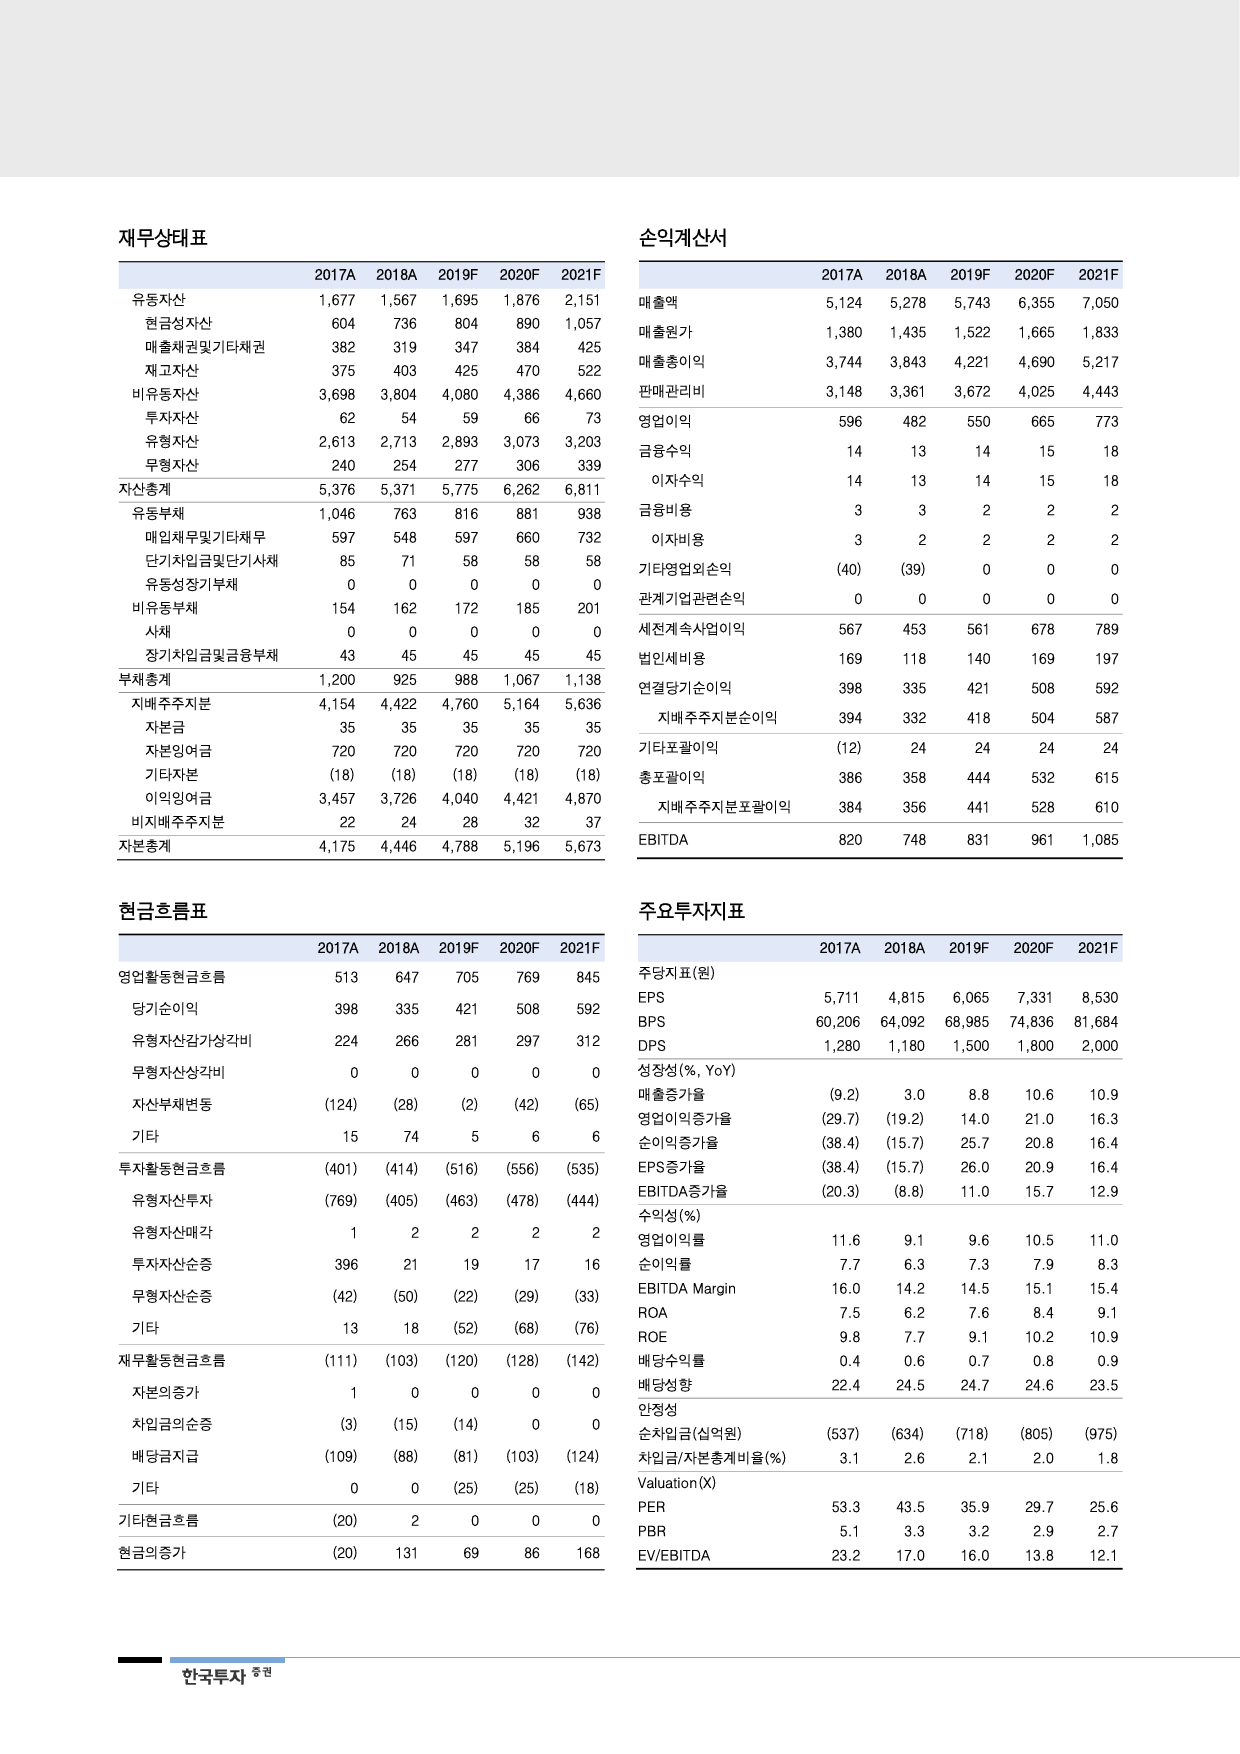 재무상태표
2017A 2018A 2019F 2020F 2021F
유동자산 1,677 1,567 1,695 1,876 2,151
현금성자산 604 736 804 890 1,057
매출채권및기타채권 382 319 347 384 425
재고자산 375 403 425 470 522
비유동자산 3,698 3,804 4,080 4,386 4,660
투자자산 62 54 59 66 73
유형자산 2,613 2,713 2,893 3,073 3,203
무형자산 240 254 277 306 339
자산총계 5,376 5,371 5,775 6,262 6,811
유동부채 1,046 763 816 881 938
매입채무및기타채무 597 548 597 660 732
단기차입금및단기사채 85 71 58 58 58
유동성장기부채 0 0 0 0 0
비유동부채 154 162 172 185 201
사채 0 0 0 0 0
장기차입금및금융부채 43 45 45 45 45
부채총계 1,200 925 988 1,067 1,138
지배주주지분 4,154 4,422 4,760 5,164 5,636
자본금 35 35 35 35 35
자본잉여금 720 720 720 720 720
기타자본 (18) (18) (18) (18) (18)
이익잉여금 3,457 3,726 4,040 4,421 4,870
비지배주주지분 22 24 28 32 37
자본총계 4,175 4,446 4,788 5,196 5,673
손익계산서
2017A 2018A 2019F 2020F 2021F
매출액 5,124 5,278 5,743 6,355 7,050
매출원가 1,380 1,435 1,522 1,665 1,833
매출총이익 3,744 3,843 4,221 4,690 5,217
판매관리비 3,148 3,361 3,672 4,025 4,443
영업이익 596 482 550 665 773
금융수익 14 13 14 15 18
이자수익 14 13 14 15 18
금융비용 3 3 2 2 2
이자비용 3 2 2 2 2
기타영업외손익 (40) (39) 0 0 0
관계기업관련손익 0 0 0 0 0
세전계속사업이익 567 453 561 678 789
법인세비용 169 118 140 169 197
연결당기순이익 398 335 421 508 592
지배주주지분순이익 394 332 418 504 587
기타포괄이익 (12) 24 24 24 24
총포괄이익 386 358 444 532 615
지배주주지분포괄이익 384 356 441 528 610
EBITDA 820 748 831 961 1,085
현금흐름표
2017A 2018A 2019F 2020F 2021F
영업활동현금흐름 513 647 705 769 845
당기순이익 398 335 421 508 592
유형자산감가상각비 224 266 281 297 312
무형자산상각비 0 0 0 0 0
자산부채변동 (124) (28) (2) (42) (65)
기타 15 74 5 6 6
투자활동현금흐름 (401) (414) (516) (556) (535)
유형자산투자 (769) (405) (463) (478) (444)
유형자산매각 1 2 2 2 2
투자자산순증 396 21 19 17 16
무형자산순증 (42) (50) (22) (29) (33)
기타 13 18 (52) (68) (76)
재무활동현금흐름 (111) (103) (120) (128) (142)
자본의증가 1 0 0 0 0
차입금의순증 (3) (15) (14) 0 0
배당금지급 (109) (88) (81) (103) (124)
기타 0 0 (25) (25) (18)
기타현금흐름 (20) 2 0 0 0
현금의증가 (20) 131 69 86 168
주요투자지표
2017A 2018A 2019F 2020F 2021F
주당지표(원)
EPS 5,711 4,815 6,065 7,331 8,530
BPS 60,206 64,092 68,985 74,836 81,684
DPS 1,280 1,180 1,500 1,800 2,000
성장성(%, YoY)
매출증가율 (9.2) 3.0 8.8 10.6 10.9
영업이익증가율 (29.7) (19.2) 14.0 21.0 16.3
순이익증가율 (38.4) (15.7) 25.7 20.8 16.4
EPS증가율 (38.4) (15.7) 26.0 20.9 16.4
EBITDA증가율 (20.3) (8.8) 11.0 15.7 12.9
수익성(%)
영업이익률 11.6 9.1 9.6 10.5 11.0
순이익률 7.7 6.3 7.3 7.9 8.3
EBITDA Margin 16.0 14.2 14.5 15.1 15.4
ROA 7.5 6.2 7.6 8.4 9.1
ROE 9.8 7.7 9.1 10.2 10.9
배당수익률 0.4 0.6 0.7 0.8 0.9
배당성향 22.4 24.5 24.7 24.6 23.5
안정성
순차입금(십억원) (537) (634) (718) (805) (975)
차입금/자본총계비율(%) 3.1 2.6 2.1 2.0 1.8
Valuation(X)
PER 53.3 43.5 35.9 29.7 25.6
PBR 5.1 3.3 3.2 2.9 2.7
EV/EBITDA 23.2 17.0 16.0 13.8 12.1
한국투자 증권